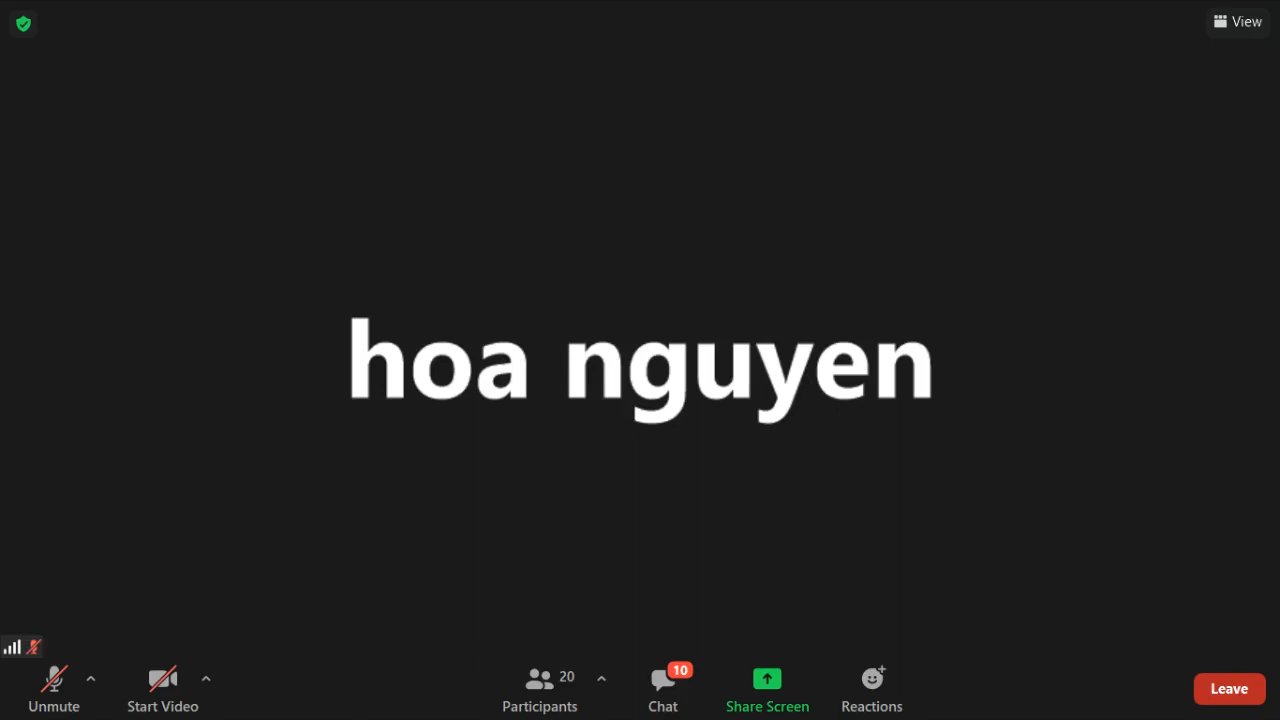 View
hoa nguyen
Unmute
Start Video
20
Participants
10
Chat
Share Screen
Reactions
Leave